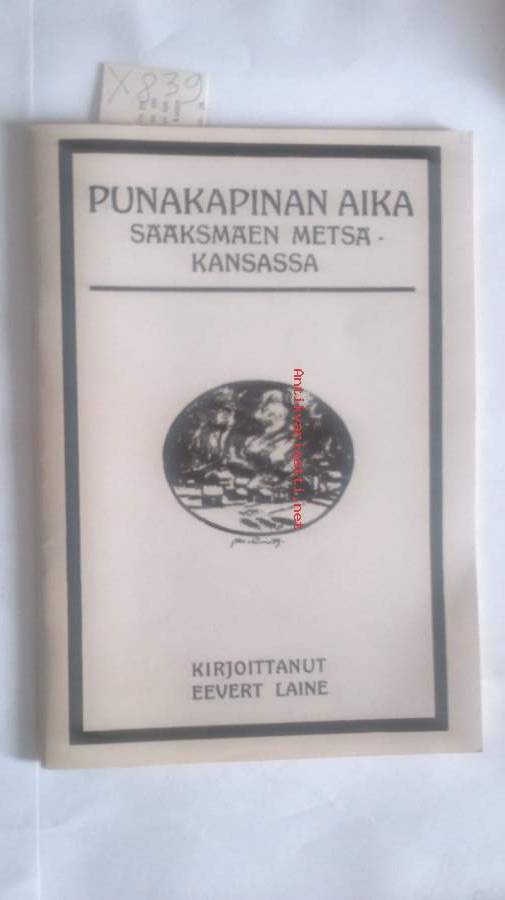 X839
PUNAKAPINAN AIKA
SÄÄKSMÄEN METSÄ-
KANSASSA
Antikvariaatti.net
KIRJOITTANUT
EEVERT LAINE